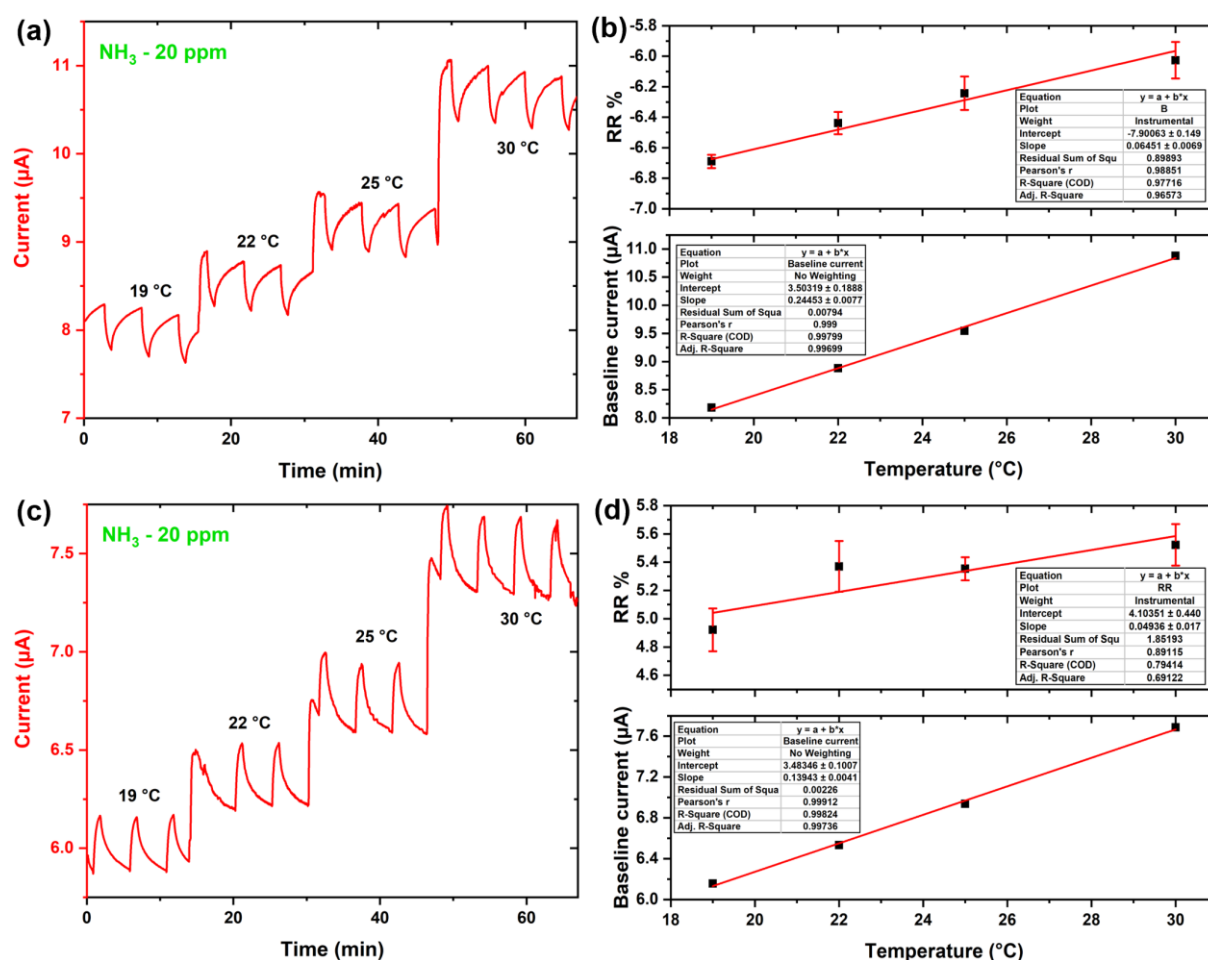 (a)
NH₃ - 20 ppm
11
10
9
8
7
Current (µA)
19 °C
22 °C
25 °C
30 °C
0 20 40 60
Time (min)
(b)
-5.8
-6.0
-6.2
-6.4
-6.6
-6.8
-7.0
RR %
Equation y = a + b*x
Plot B
Weight Instrumental
Intercept -7.90063 ± 0.149
Slope 0.06451 ± 0.0069
Residual Sum of Squ 0.89893
Pearson's r 0.98851
R-Square (COD) 0.97716
Adj. R-Square 0.96573
11.0
10.5
10.0
9.5
9.0
8.5
8.0
Baseline current (µA)
Equation y = a + b*x
Plot Baseline current
Weight No Weighting
Intercept 3.50319 ± 0.1888
Slope 0.24453 ± 0.0077
Residual Sum of Squa 0.00794
Pearson's r 0.999
R-Square (COD) 0.99799
Adj. R-Square 0.99699
18 20 22 24 26 28 30
Temperature (°C)
(c)
NH₃ - 20 ppm
7.5
7.0
6.5
6.0
Current (µA)
19 °C
22 °C
25 °C
30 °C
0 20 40 60
Time (min)
(d)
5.8
5.6
5.4
5.2
5.0
4.8
4.6
RR %
Equation y = a + b*x
Plot RR
Weight Instrumental
Intercept 4.10351 ± 0.440
Slope 0.04936 ± 0.017
Residual Sum of Squ 1.85193
Pearson's r 0.89115
R-Square (COD) 0.79414
Adj. R-Square 0.69122
7.6
7.2
6.8
6.4
6.0
Baseline current (µA)
Equation y = a + b*x
Plot Baseline current
Weight No Weighting
Intercept 3.48346 ± 0.1007
Slope 0.13943 ± 0.0041
Residual Sum of Squa 0.00226
Pearson's r 0.99912
R-Square (COD) 0.99824
Adj. R-Square 0.99736
18 20 22 24 26 28 30
Temperature (°C)